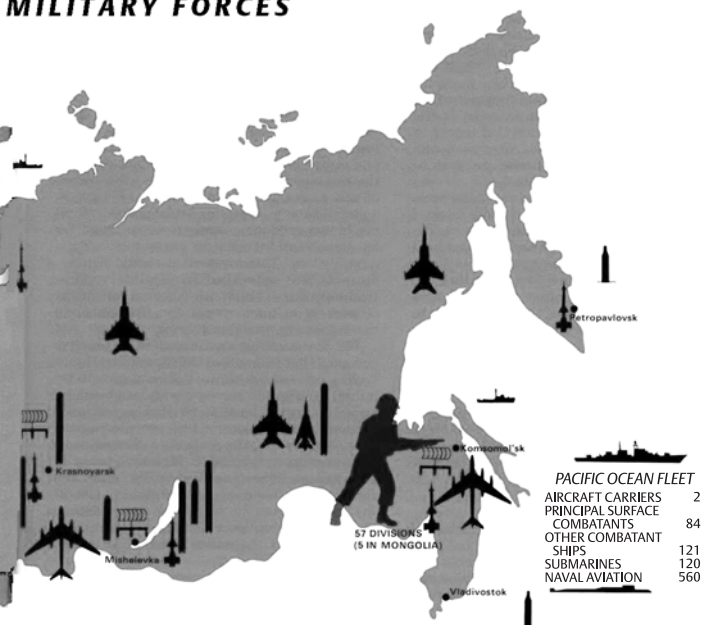 MILITARY FORCES
Petropavlovsk
Krasnoyarsk
Komsomol'sk
Mishelevka
57 DIVISIONS
(5 IN MONGOLIA)
Vladivostok
PACIFIC OCEAN FLEET
AIRCRAFT CARRIERS 2
PRINCIPAL SURFACE
COMBATANTS 84
OTHER COMBATANT
SHIPS 121
SUBMARINES 120
NAVAL AVIATION 560